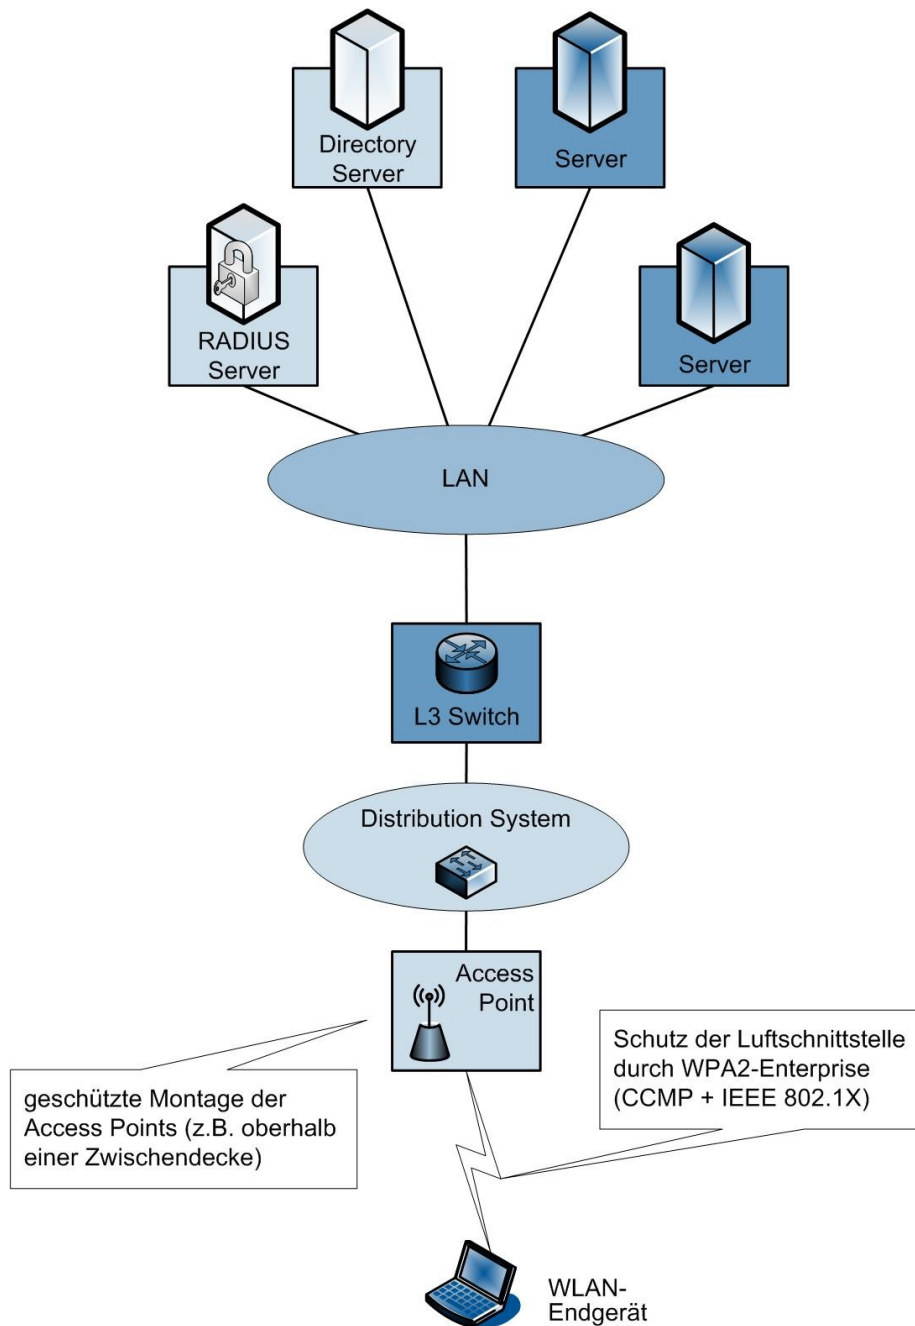 Directory
Server
Server
RADIUS
Server
Server
LAN
L3 Switch
Distribution System
Access
Point
geschützte Montage der
Access Points (z.B. oberhalb
einer Zwischendecke)
Schutz der Luftschnittstelle
durch WPA2-Enterprise
(CCMP + IEEE 802.1X)
WLAN-
Endgerät